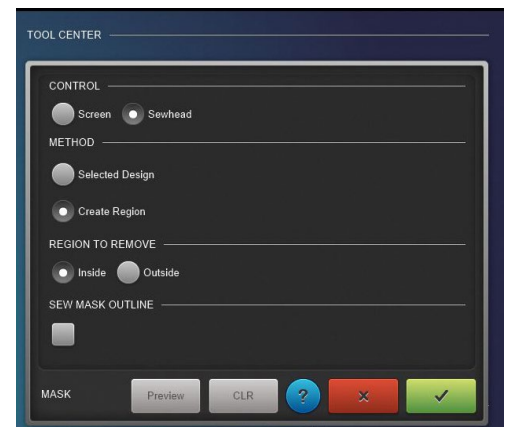 TOOL CENTER
CONTROL
Screen Sewhead
METHOD
Selected Design
Create Region
REGION TO REMOVE
Inside Outside
SEW MASK OUTLINE
MASK Preview CLR ?